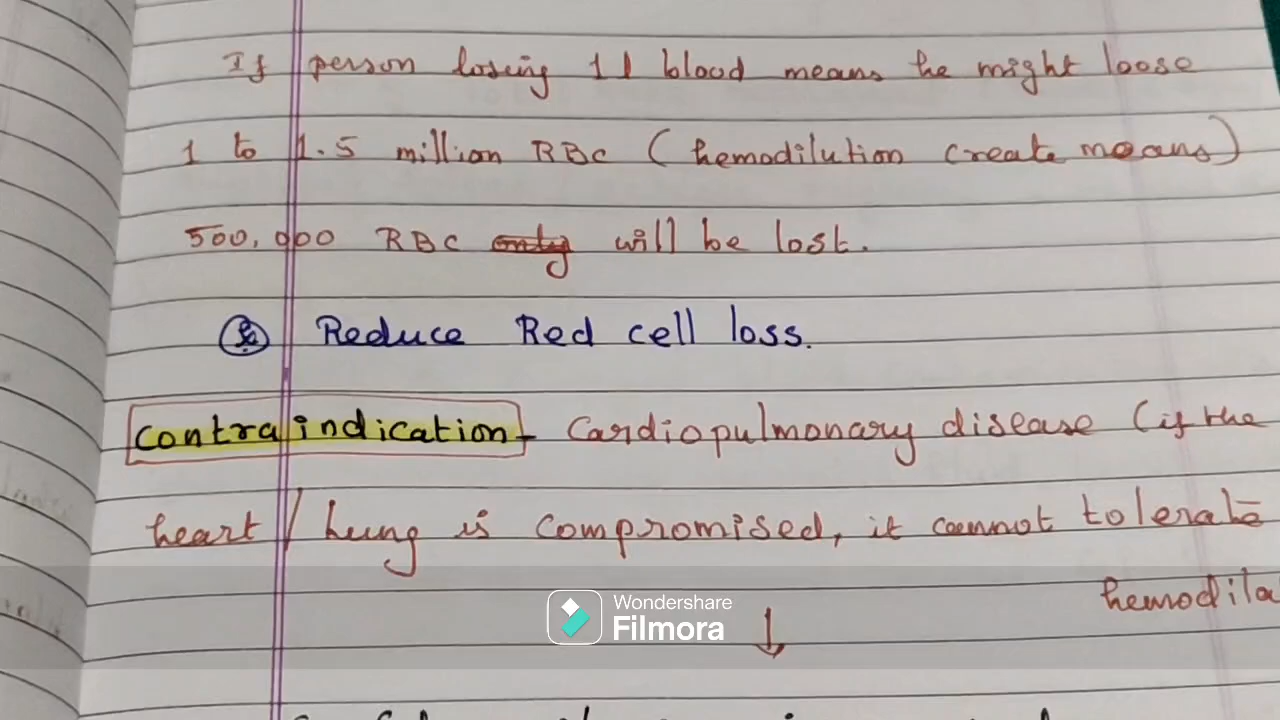 If person losing 1 l blood means he might loose
1 to 1.5 million RBC (hemodilution create means)
500,000 RBC only will be lost.
Reduce Red cell loss.
Contraindication - Cardiopulmonary disease (if the
heart / lung is compromised, it cannot tolerate
hemodilu
Wondershare
Filmora